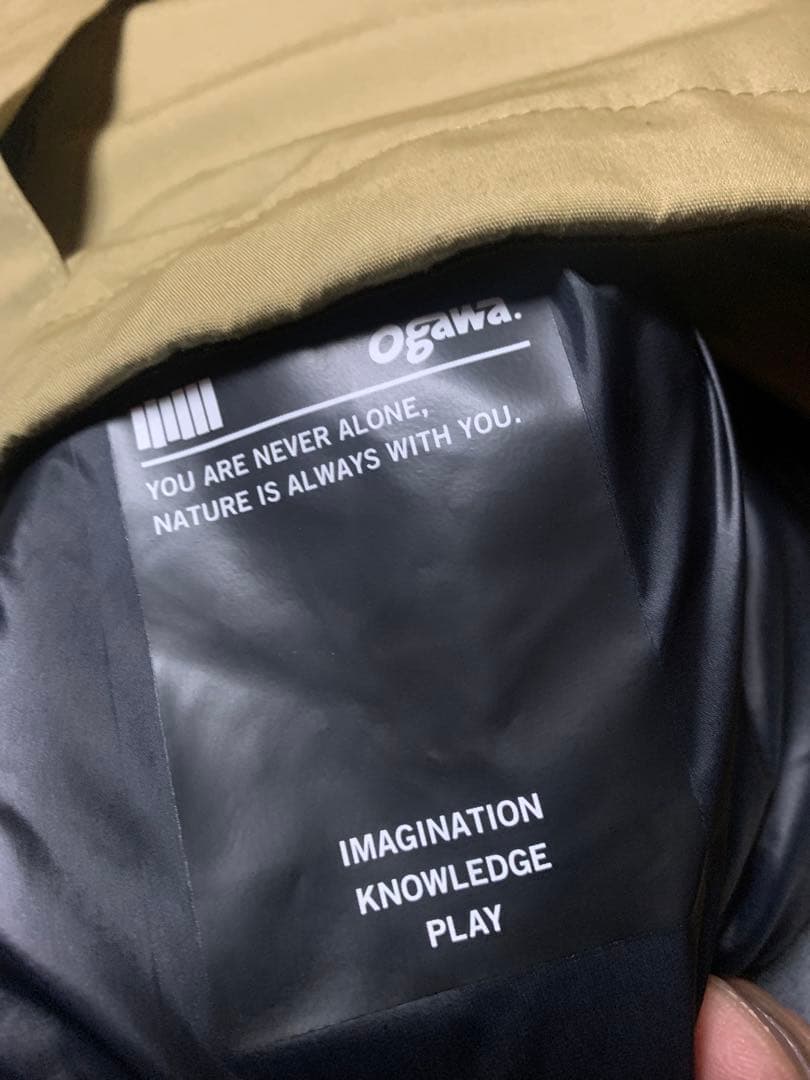 ogawa.
YOU ARE NEVER ALONE,
NATURE IS ALWAYS WITH YOU.
IMAGINATION
KNOWLEDGE
PLAY